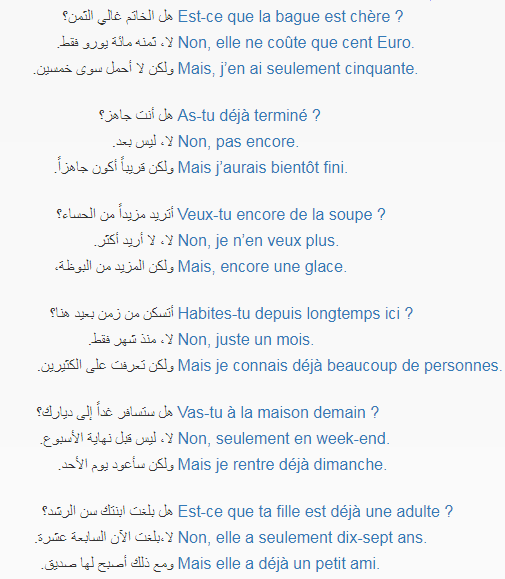 هل الخاتم غالي الثمن؟ Est-ce que la bague est chère ?
لا، ثمنه مائة يورو فقط. Non, elle ne coûte que cent Euro.
ولكن لا أحمل سوى خمسين. Mais, j’en ai seulement cinquante.
هل أنت جاهز؟ As-tu déjà terminé ?
لا، ليس بعد. Non, pas encore.
ولكن قريباً أكون جاهزاً. Mais j’aurais bientôt fini.
أتريد مزيداً من الحساء؟ Veux-tu encore de la soupe ?
لا، لا أريد أكثر. Non, je n’en veux plus.
ولكن المزيد من البوظة، Mais, encore une glace.
أتسكن من زمن بعيد هنا؟ Habites-tu depuis longtemps ici ?
لا، منذ شهر فقط. Non, juste un mois.
ولكن تعرفت على الكثيرين. Mais je connais déjà beaucoup de personnes.
هل ستسافر غداً إلى ديارك؟ Vas-tu à la maison demain ?
لا، ليس قبل نهاية الأسبوع. Non, seulement en week-end.
ولكن سأعود يوم الأحد. Mais je rentre déjà dimanche.
هل بلغت ابنتك سن الرشد؟ Est-ce que ta fille est déjà une adulte ?
لا،بلغت الآن السابعة عشرة. Non, elle a seulement dix-sept ans.
ومع ذلك أصبح لها صديق. Mais elle a déjà un petit ami.